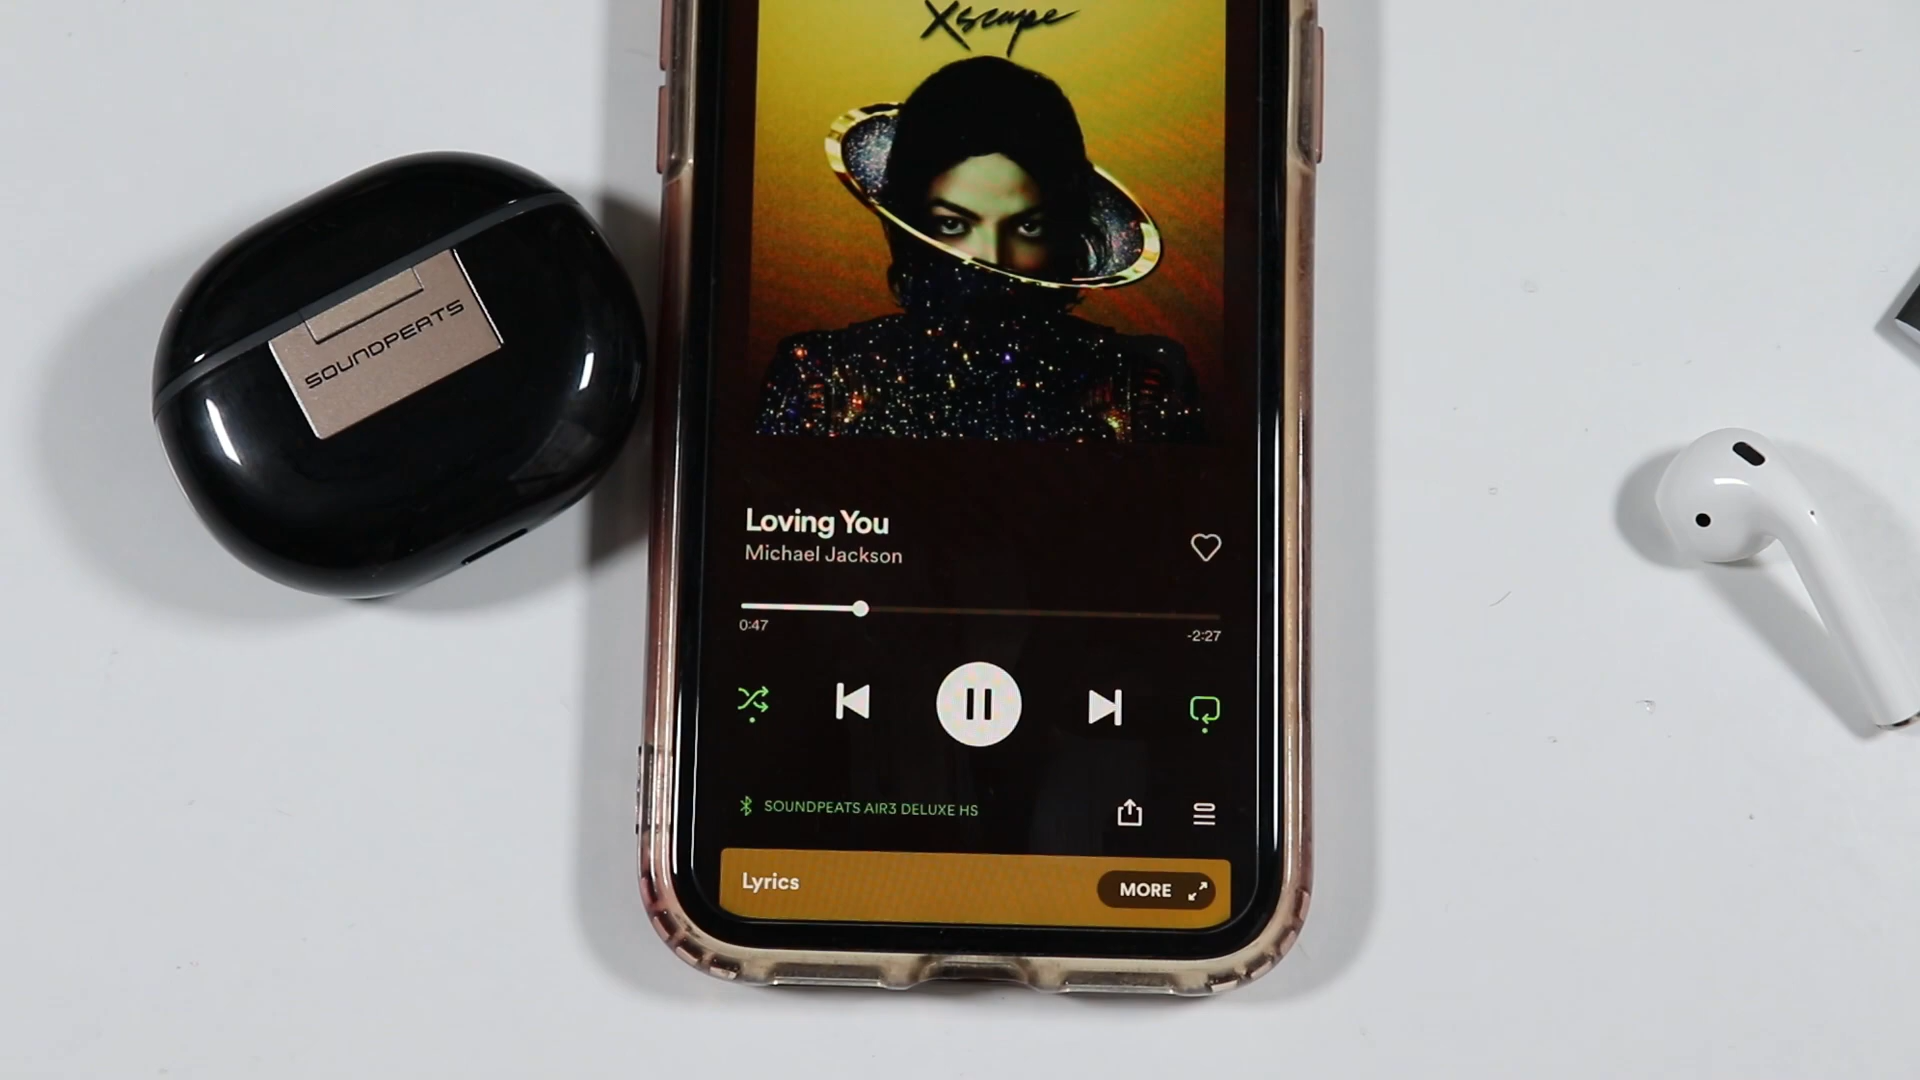 Xscape
SOUNDPEATS
Loving You
Michael Jackson
0:47
-2:27
SOUNDPEATS AIR3 DELUXE HS
Lyrics
MORE